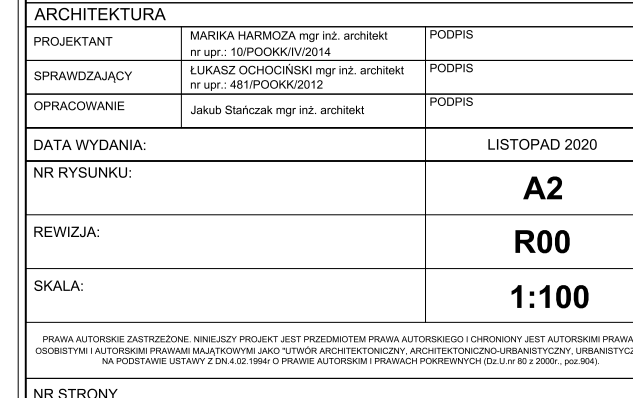 ARCHITEKTURA
PROJEKTANT
MARIKA HARMOZA mgr inż. architekt
nr upr.: 10/POOKK/IV/2014
PODPIS
SPRAWDZAJĄCY
ŁUKASZ OCHOCIŃSKI mgr inż. architekt
nr upr.: 481/POOKK/2012
PODPIS
OPRACOWANIE
Jakub Stańczak mgr inż. architekt
PODPIS
DATA WYDANIA:
LISTOPAD 2020
NR RYSUNKU:
A2
REWIZJA:
R00
SKALA:
1:100
PRAWA AUTORSKIE ZASTRZEŻONE. NINIEJSZY PROJEKT JEST PRZEDMIOTEM PRAWA AUTORSKIEGO I CHRONIONY JEST AUTORSKIMI PRAWA
OSOBISTYMI I AUTORSKIMI PRAWAMI MAJĄTKOWYMI JAKO "UTWÓR ARCHITEKTONICZNY, ARCHITEKTONICZNO-URBANISTYCZNY, URBANISTYCZ
NA PODSTAWIE USTAWY Z DN.4.02.1994r O PRAWIE AUTORSKIM I PRAWACH POKREWNYCH (Dz.U.nr 80 z 2000r., poz.904).
NR STRONY